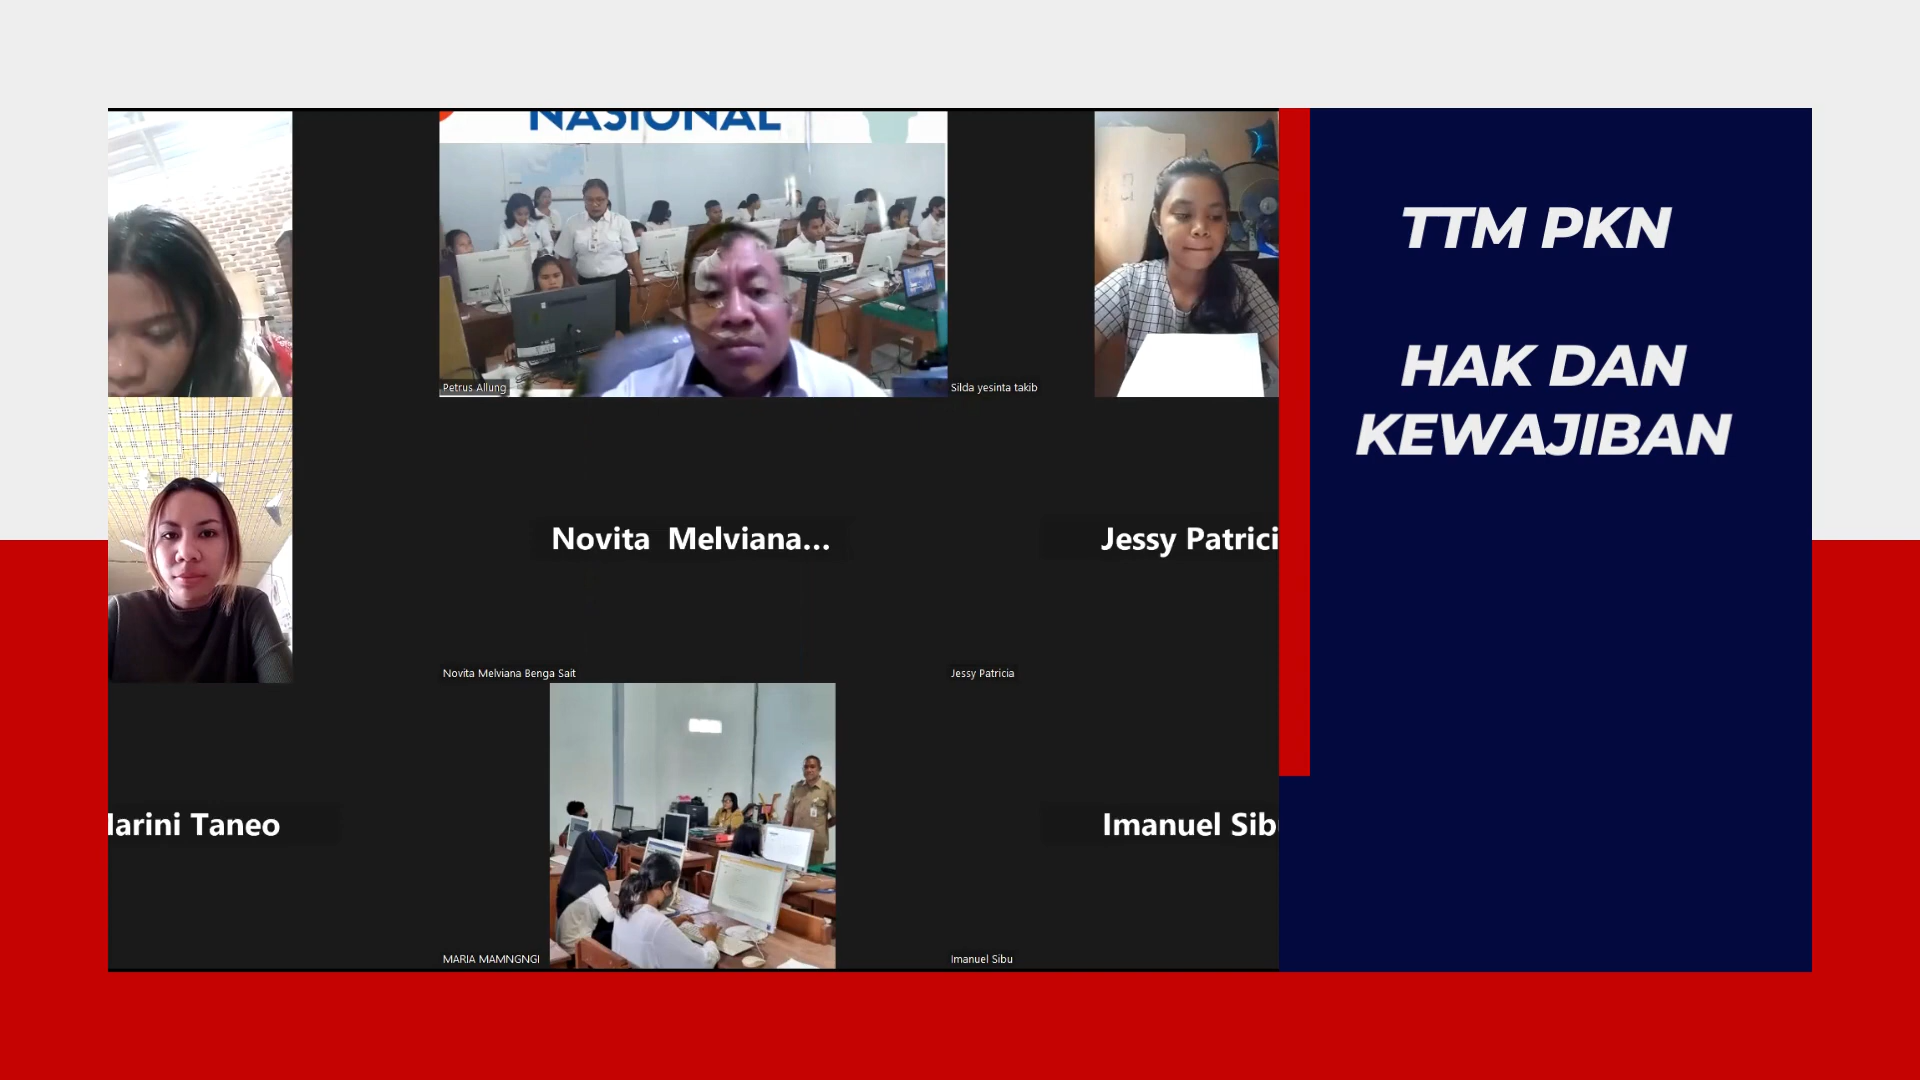 NASIONAL
Petrus Allung
Silda yesinta takib
Novita Melviana...
Jessy Patrici
Novita Melviana Benga Sait
Jessy Patricia
arini Taneo
Imanuel Sib
MARIA MAMNGNGI
Imanuel Sibu
TTM PKN
HAK DAN
KEWAJIBAN